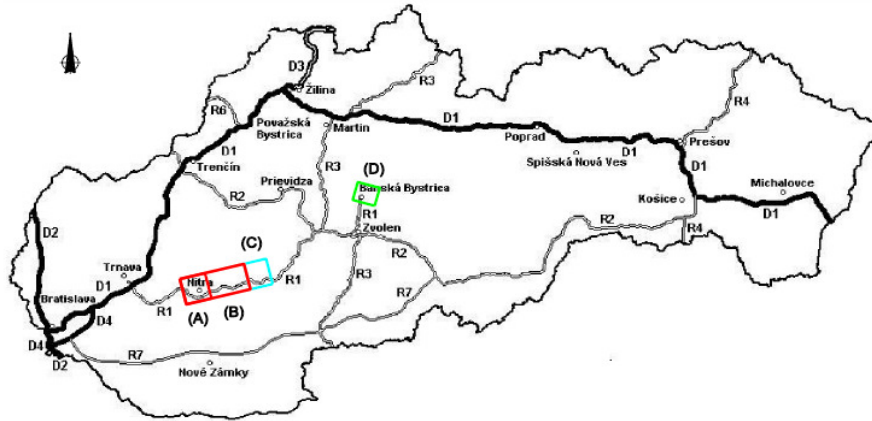 D3
Žilina
R3
R4
R6
Považská
Bystrica
Martin
D1
Poprad
D1
Prešov
D1
Trenčín
R3
Spišská Nová Ves
D1
Prievidza
(D)
Banská Bystrica
R2
Košice
Michalovce
R1
D2
Zvolen
R2
D1
R4
(C)
Trnava
R2
Nitra
R1
R3
D1
Bratislava
R7
R1
(A)
(B)
D4
D4
R7
D2
Nové Zámky